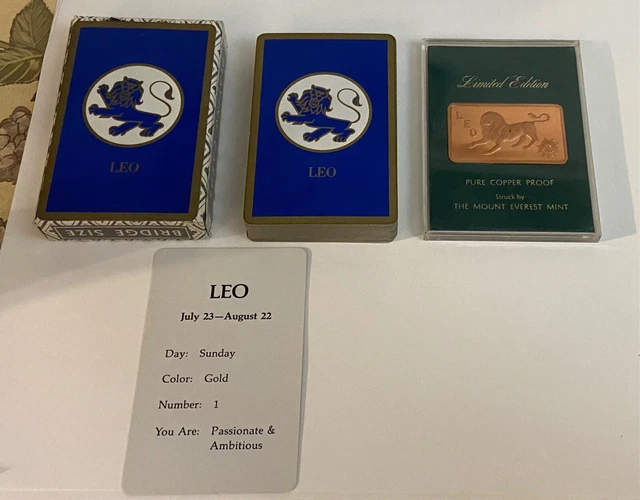 LEO
BRIDGE SIZE
LEO
Limited Edition
LEO
PURE COPPER PROOF
Struck by
THE MOUNT EVEREST MINT
LEO
July 23—August 22
Day: Sunday
Color: Gold
Number: 1
You Are: Passionate &
Ambitious